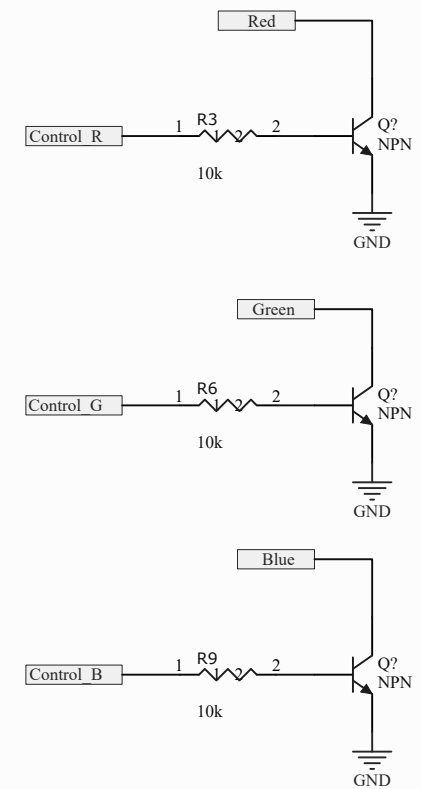 Red
Control_R
1
R3
1
2
2
Q?
NPN
10k
GND
Green
Control_G
1
R6
1
2
2
Q?
NPN
10k
GND
Blue
Control_B
1
R9
1
2
2
Q?
NPN
10k
GND